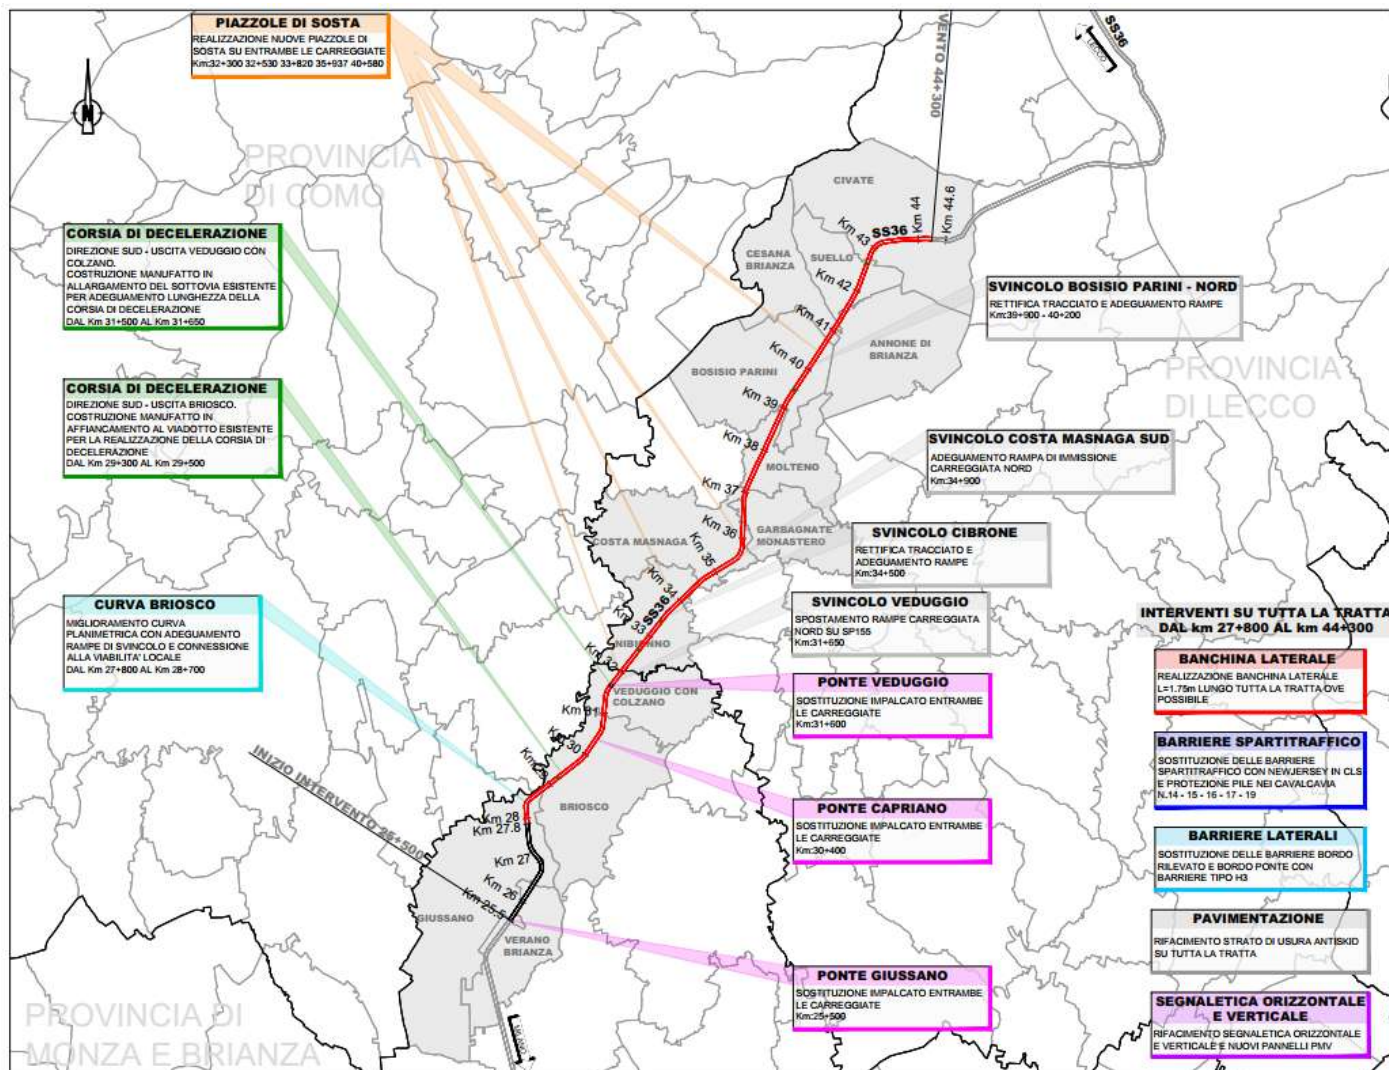 PIAZZOLE DI SOSTA
REALIZZAZIONE NUOVE PIAZZOLE DI
SOSTA SU ENTRAMBE LE CARREGGIATE
Km:32+300 32+530 33+820 35+937 40+580
N
PROVINCIA
DI COMO
CORSIA DI DECELERAZIONE
DIREZIONE SUD - USCITA VEDUGGIO CON
COLZANO.
COSTRUZIONE MANUFATTO IN
ALLARGAMENTO DEL SOTTOVIA ESISTENTE
PER ADEGUAMENTO LUNGHEZZA DELLA
CORSIA DI DECELERAZIONE
DAL Km 31+500 AL Km 31+650
CORSIA DI DECELERAZIONE
DIREZIONE SUD - USCITA BRIOSCO.
COSTRUZIONE MANUFATTO IN
AFFIANCAMENTO AL VIADOTTO ESISTENTE
PER LA REALIZZAZIONE DELLA CORSIA DI
DECELERAZIONE
DAL Km 29+300 AL Km 29+500
CURVA BRIOSCO
MIGLIORAMENTO CURVA
PLANIMETRICA CON ADEGUAMENTO
RAMPE DI SVINCOLO E CONNESSIONE
ALLA VIABILITA' LOCALE
DAL Km 27+800 AL Km 28+700
INIZIO INTERVENTO 25+500
PROVINCIA DI
MONZA E BRIANZA
VENTO 44+300
SS36
LECCO
CIVATE
Km 44
Km 44.6
SS36
Km 43
SUELLO
CESANA
BRIANZA
Km 42
Km 41
ANNONE DI
BRIANZA
Km 40
BOSISIO PARINI
Km 39
Km 38
MOLTENO
Km 37
Km 36
GARBAGNATE
MONASTERO
COSTA MASNAGA
Km 35
Km 34
SS36
Km 33
NIBIONNO
Km 32
VEDUGGIO CON
COLZANO
Km 31
Km 30
Km 29
BRIOSCO
Km 28
Km 27.8
Km 27
Km 26
Km 25.5
GIUSSANO
VERANO
BRIANZA
MILANO
SVINCOLO BOSISIO PARINI - NORD
RETTIFICA TRACCIATO E ADEGUAMENTO RAMPE
Km:39+900 - 40+200
PROVINCIA
DI LECCO
SVINCOLO COSTA MASNAGA SUD
ADEGUAMENTO RAMPA DI IMMISSIONE
CARREGGIATA NORD
Km:34+900
SVINCOLO CIBRONE
RETTIFICA TRACCIATO E
ADEGUAMENTO RAMPE
Km:34+500
SVINCOLO VEDUGGIO
SPOSTAMENTO RAMPE CARREGGIATA
NORD SU SP155
Km:31+650
PONTE VEDUGGIO
SOSTITUZIONE IMPALCATO ENTRAMBE
LE CARREGGIATE
Km:31+600
PONTE CAPRIANO
SOSTITUZIONE IMPALCATO ENTRAMBE
LE CARREGGIATE
Km:30+400
PONTE GIUSSANO
SOSTITUZIONE IMPALCATO ENTRAMBE
LE CARREGGIATE
Km:25+500
INTERVENTI SU TUTTA LA TRATTA
DAL km 27+800 AL km 44+300
BANCHINA LATERALE
REALIZZAZIONE BANCHINA LATERALE
L=1.75m LUNGO TUTTA LA TRATTA OVE
POSSIBILE
BARRIERE SPARTITRAFFICO
SOSTITUZIONE DELLE BARRIERE
SPARTITRAFFICO CON NEWJERSEY IN CLS
E PROTEZIONE PILE NEI CAVALCAVIA
N.14 - 15 - 16 - 17 - 19
BARRIERE LATERALI
SOSTITUZIONE DELLE BARRIERE BORDO
RILEVATO E BORDO PONTE CON
BARRIERE TIPO H3
PAVIMENTAZIONE
RIFACIMENTO STRATO DI USURA ANTISKID
SU TUTTA LA TRATTA
SEGNALETICA ORIZZONTALE
E VERTICALE
RIFACIMENTO SEGNALETICA ORIZZONTALE
E VERTICALE E NUOVI PANNELLI PMV